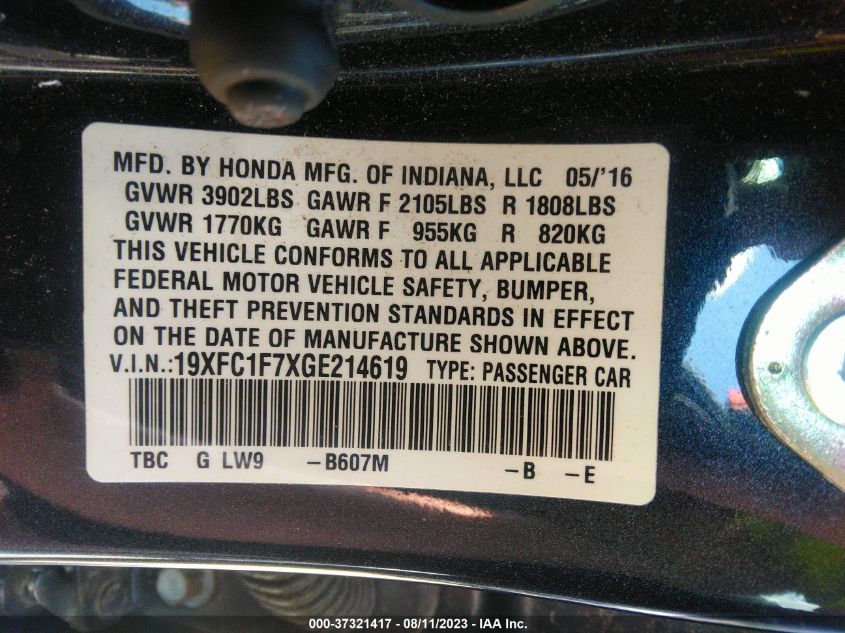 MFD. BY HONDA MFG. OF INDIANA, LLC 05/'16
GVWR 3902LBS GAWR F 2105LBS R 1808LBS
GVWR 1770KG GAWR F 955KG R 820KG
THIS VEHICLE CONFORMS TO ALL APPLICABLE
FEDERAL MOTOR VEHICLE SAFETY, BUMPER,
AND THEFT PREVENTION STANDARDS IN EFFECT
ON THE DATE OF MANUFACTURE SHOWN ABOVE.
V.I.N.:19XFC1F7XGE214619 TYPE: PASSENGER CAR
TBC G LW9 -B607M -B -E
000-37321417 - 08/11/2023 - IAA Inc.